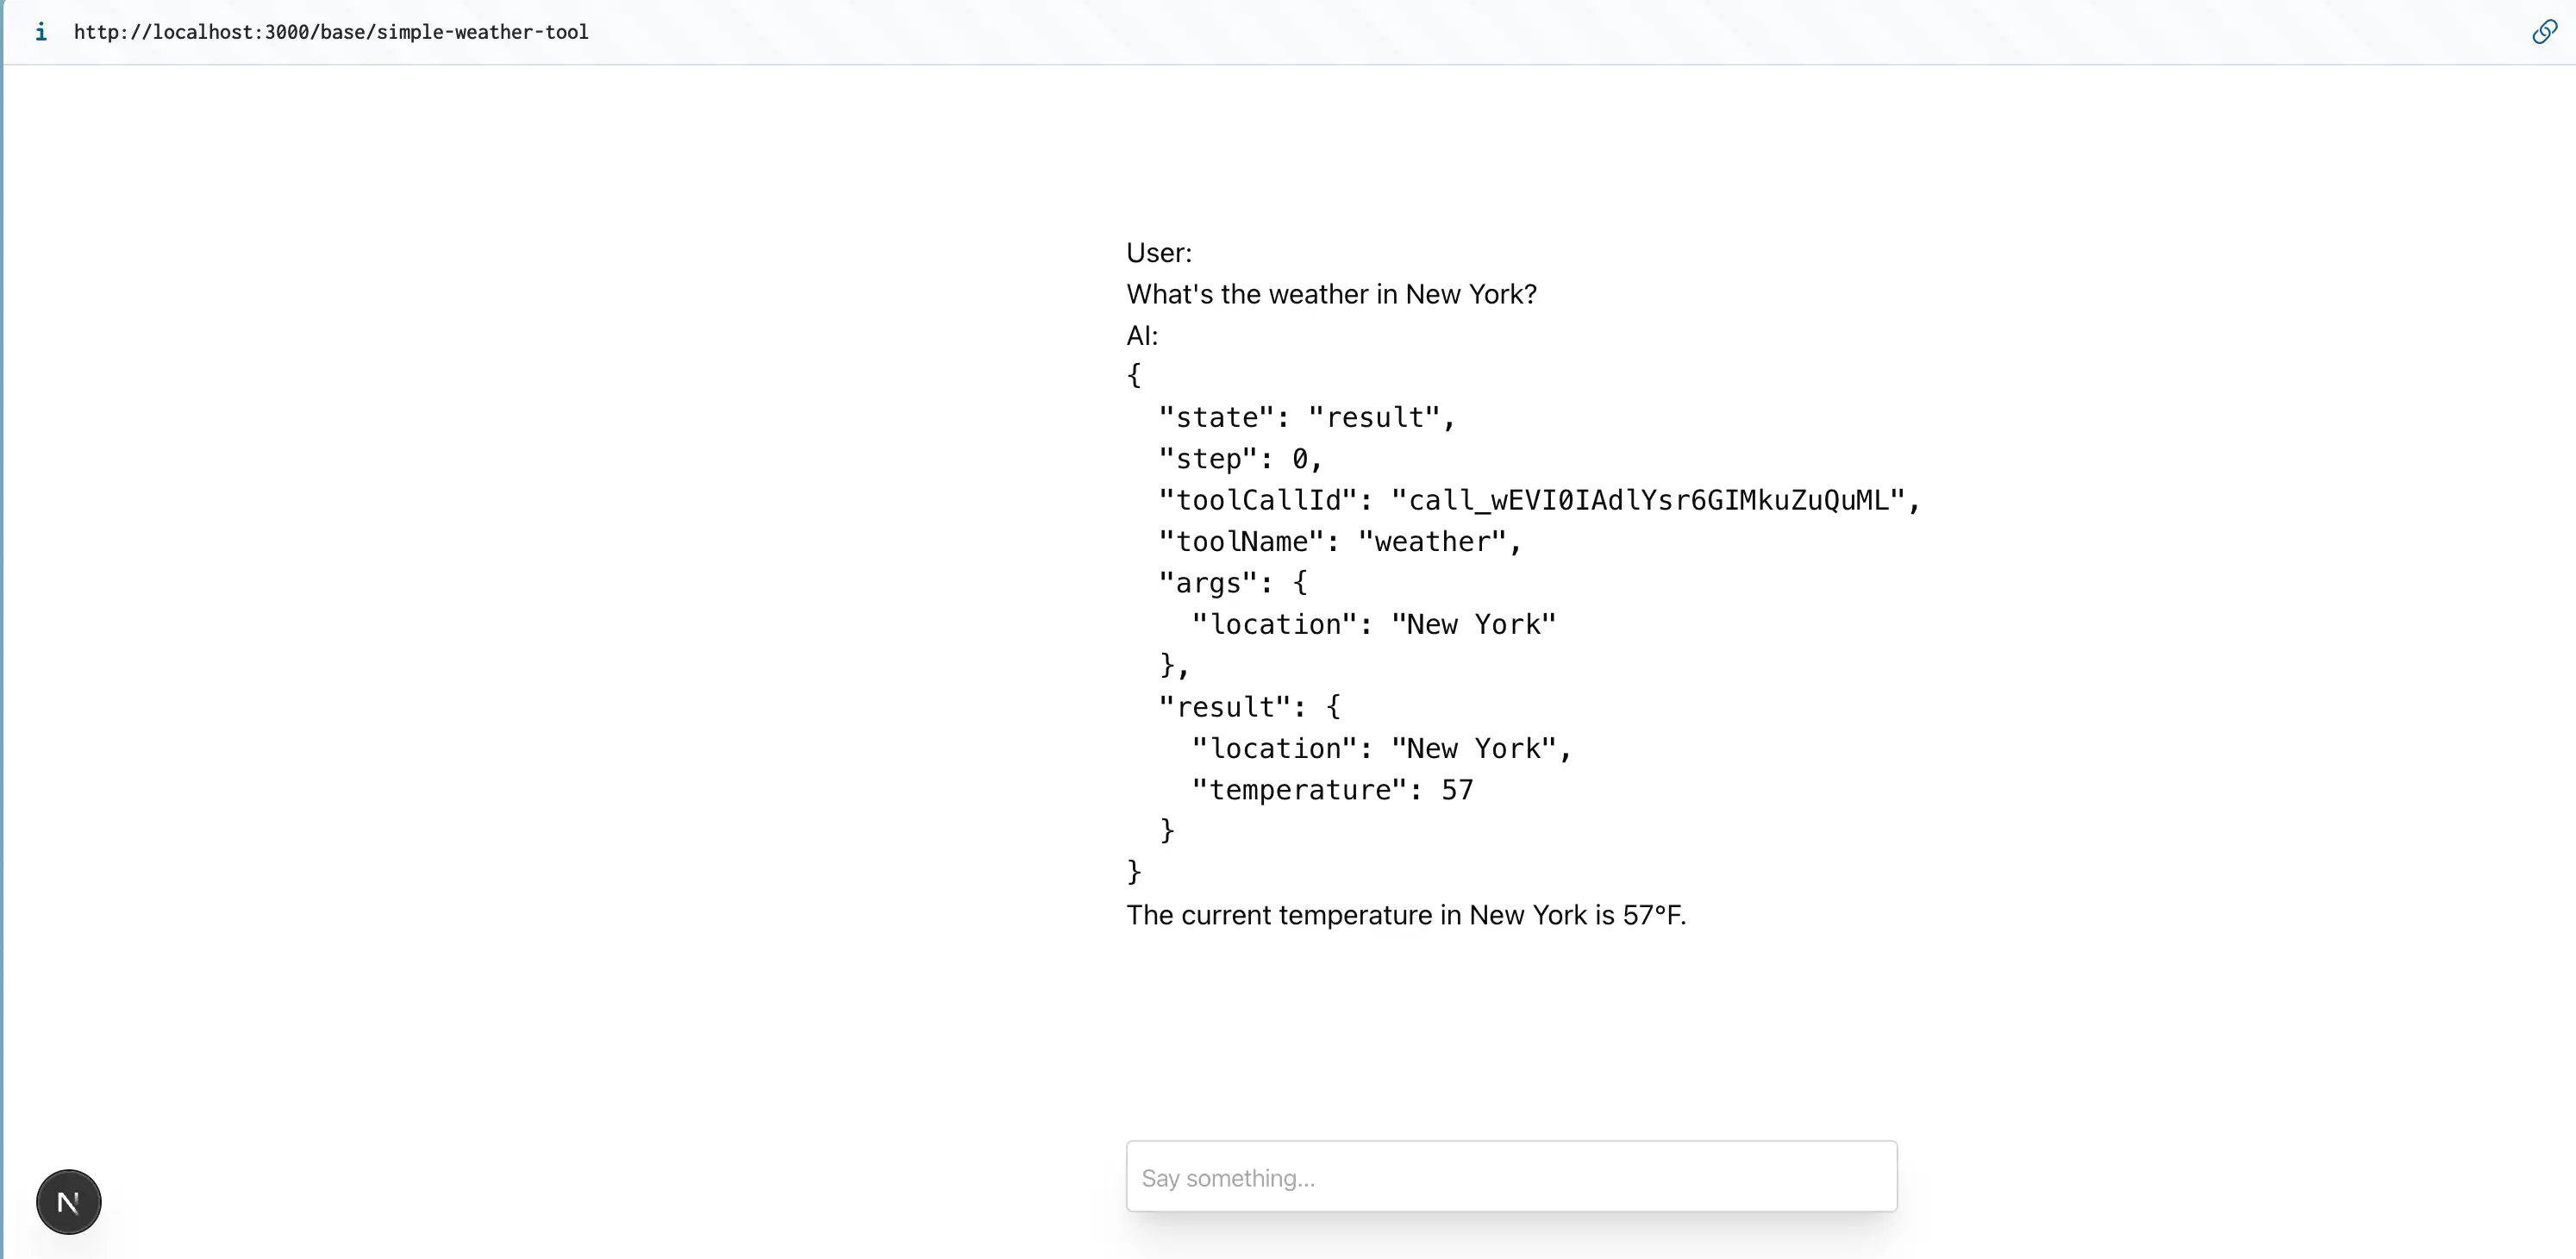 i http://localhost:3000/base/simple-weather-tool
User:
What's the weather in New York?
AI:
{
  "state": "result",
  "step": 0,
  "toolCallId": "call_wEVI0IAdlYsr6GIMkuZuQuML",
  "toolName": "weather",
  "args": {
    "location": "New York"
  },
  "result": {
    "location": "New York",
    "temperature": 57
  }
}
The current temperature in New York is 57°F.
Say something...
N